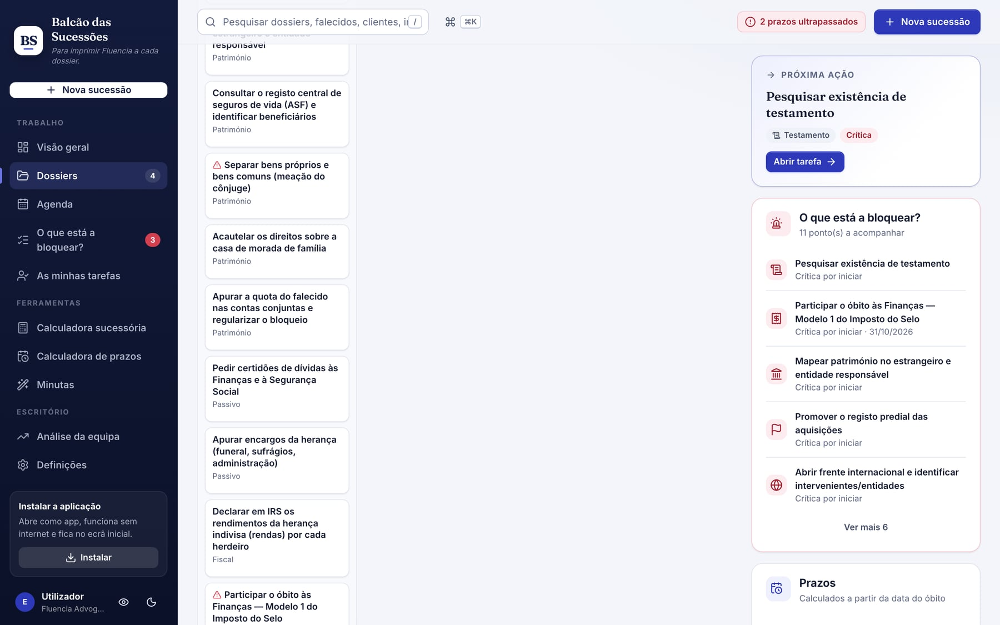 BS
Balcão das
Sucessões
Para imprimir Fluencia a cada
dossier.
+ Nova sucessão
TRABALHO
Visão geral
Dossiers 4
Agenda
O que está a
bloquear? 3
As minhas tarefas
FERRAMENTAS
Calculadora sucessória
Calculadora de prazos
Minutas
ESCRITÓRIO
Análise da equipa
Definições
Instalar a aplicação
Abre como app, funciona sem
internet e fica no ecrã inicial.
Instalar
E
Utilizador
Fluencia Advog...
Pesquisar dossiers, falecidos, clientes, i
/
⌘ ⌘K
2 prazos ultrapassados
+ Nova sucessão
estrangeiro e entidade
responsável
Património
Consultar o registo central de
seguros de vida (ASF) e
identificar beneficiários
Património
Separar bens próprios e
bens comuns (meação do
cônjuge)
Património
Acautelar os direitos sobre a
casa de morada de família
Património
Apurar a quota do falecido
nas contas conjuntas e
regularizar o bloqueio
Património
Pedir certidões de dívidas às
Finanças e à Segurança
Social
Passivo
Apurar encargos da herança
(funeral, sufrágios,
administração)
Passivo
Declarar em IRS os
rendimentos da herança
indivisa (rendas) por cada
herdeiro
Fiscal
Participar o óbito às
Finanças — Modelo 1 do
Imposto do Selo
→ PRÓXIMA AÇÃO
Pesquisar existência de
testamento
Testamento Crítica
Abrir tarefa →
O que está a bloquear?
11 ponto(s) a acompanhar
Pesquisar existência de testamento
Crítica por iniciar
Participar o óbito às Finanças —
Modelo 1 do Imposto do Selo
Crítica por iniciar · 31/10/2026
Mapear património no estrangeiro e
entidade responsável
Crítica por iniciar
Promover o registo predial das
aquisições
Crítica por iniciar
Abrir frente internacional e identificar
intervenientes/entidades
Crítica por iniciar
Ver mais 6
Prazos
Calculados a partir da data do óbito